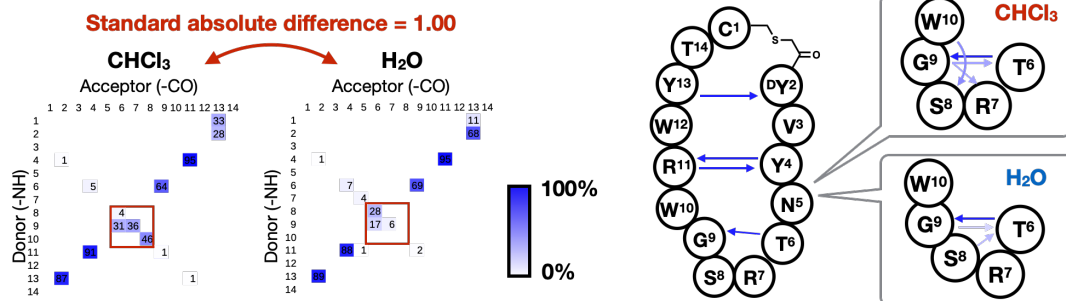 Standard absolute difference = 1.00
CHCl₃
Acceptor (-CO)
1 2 3 4 5 6 7 8 9 10 11 12 13 14
Donor (-NH)
1
2
4
6
8
9
10
11
12
13
14
33
28
1
95
5
64
4
31 36
46
91
1
87
1
H₂O
Acceptor (-CO)
1 2 3 4 5 6 7 8 9 10 11 12 13 14
Donor (-NH)
1
2
3
4
5
6
7
8
9
10
11
12
13
14
11
68
1
95
7
69
4
28
17
6
88
1
2
89
100%
0%
C¹
S
O
T¹⁴
Y¹³
ᴰY²
W¹²
V³
R¹¹
Y⁴
W¹⁰
N⁵
G⁹
T⁶
S⁸
R⁷
CHCl₃
W¹⁰
G⁹
T⁶
S⁸
R⁷
H₂O
W¹⁰
G⁹
T⁶
S⁸
R⁷